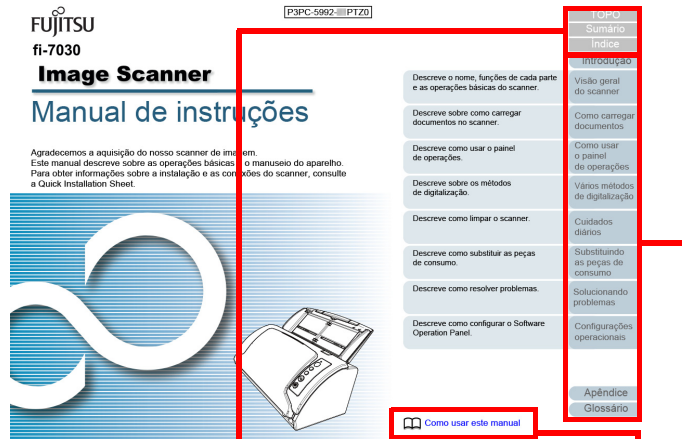 P3PC-5992- PTZ0
FUJITSU
fi-7030
Image Scanner
Manual de instruções
Agradecemos a aquisição do nosso scanner de imagem.
Este manual descreve sobre as operações básicas e o manuseio do aparelho.
Para obter informações sobre a instalação e as conexões do scanner, consulte
a Quick Installation Sheet.
TOPO
Sumário
Índice
Introdução
Descreve o nome, funções de cada parte
e as operações básicas do scanner.
Visão geral
do scanner
Descreve sobre como carregar
documentos no scanner.
Como carregar
documentos
Descreve como usar o painel
de operações.
Como usar
o painel
de operações
Descreve sobre os métodos
de digitalização.
Vários métodos
de digitalização
Descreve como limpar o scanner.
Cuidados
diários
Descreve como substituir as peças
de consumo.
Substituindo
as peças de
consumo
Descreve como resolver problemas.
Solucionando
problemas
Descreve como configurar o Software
Operation Panel.
Configurações
operacionais
Apêndice
Glossário
Como usar este manual